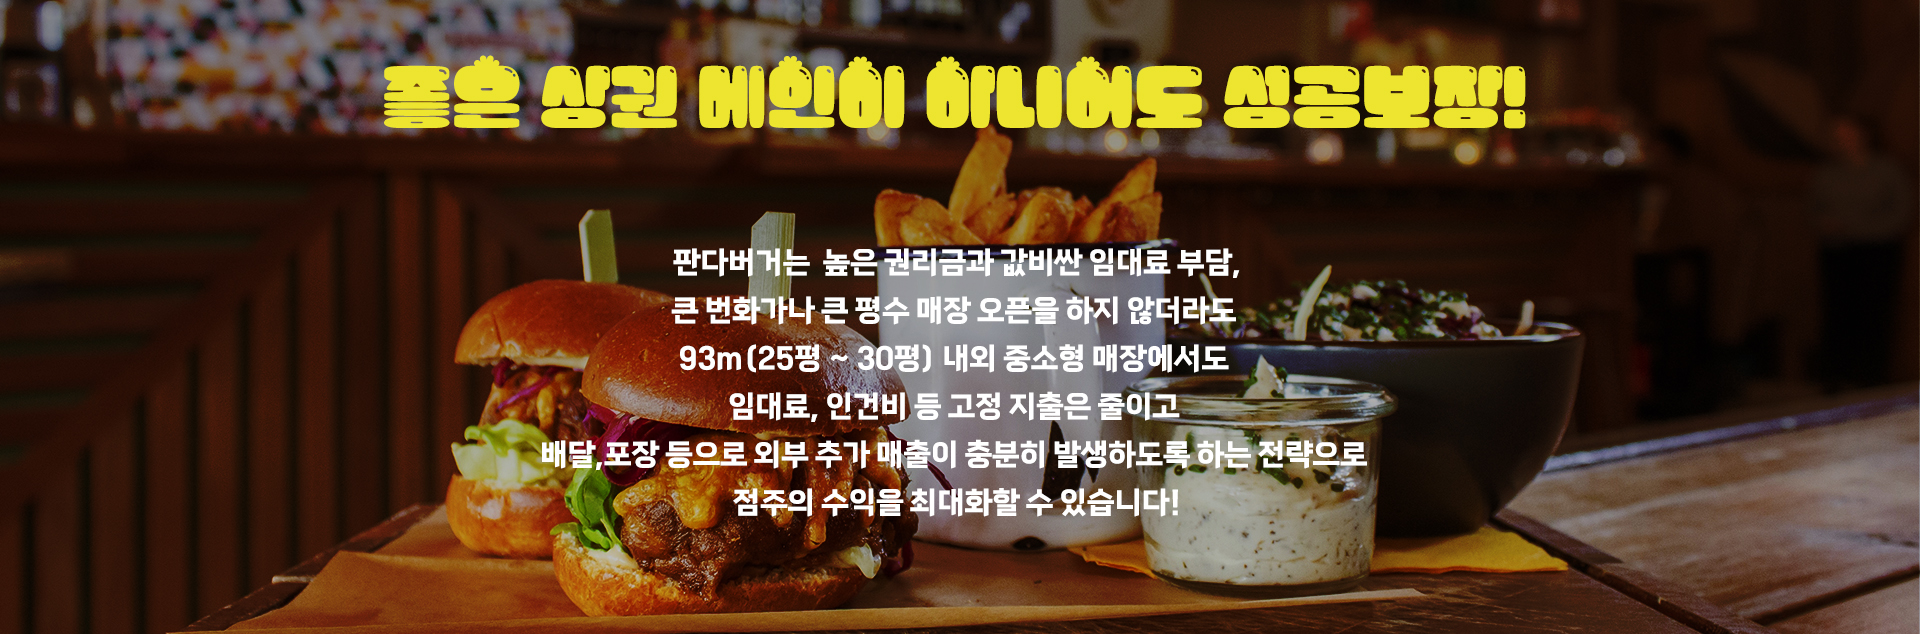 좋은 상권 메인이 아니어도 성공보장!
판다버거는 높은 권리금과 값비싼 임대료 부담,
큰 번화가나 큰 평수 매장 오픈을 하지 않더라도
93m(25평 ~ 30평) 내외 중소형 매장에서도
임대료, 인건비 등 고정 지출은 줄이고
배달,포장 등으로 외부 추가 매출이 충분히 발생하도록 하는 전략으로
점주의 수익을 최대화할 수 있습니다!